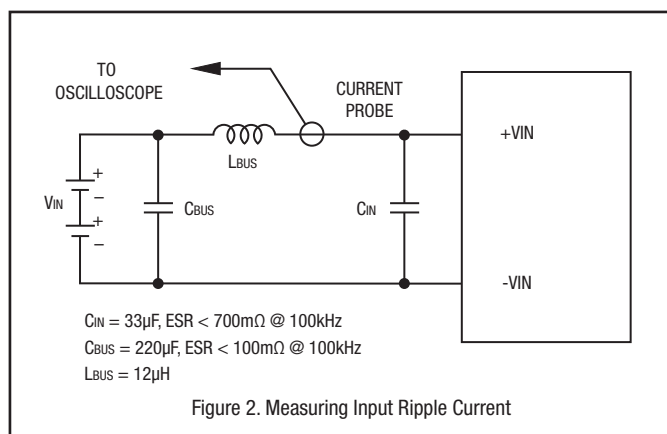 TO
OSCILLOSCOPE
CURRENT
PROBE
+VIN
LBUS
+
−
VIN
+
−
CBUS
CIN
-VIN
CIN = 33µF, ESR < 700mΩ @ 100kHz
CBUS = 220µF, ESR < 100mΩ @ 100kHz
LBUS = 12µH
Figure 2. Measuring Input Ripple Current